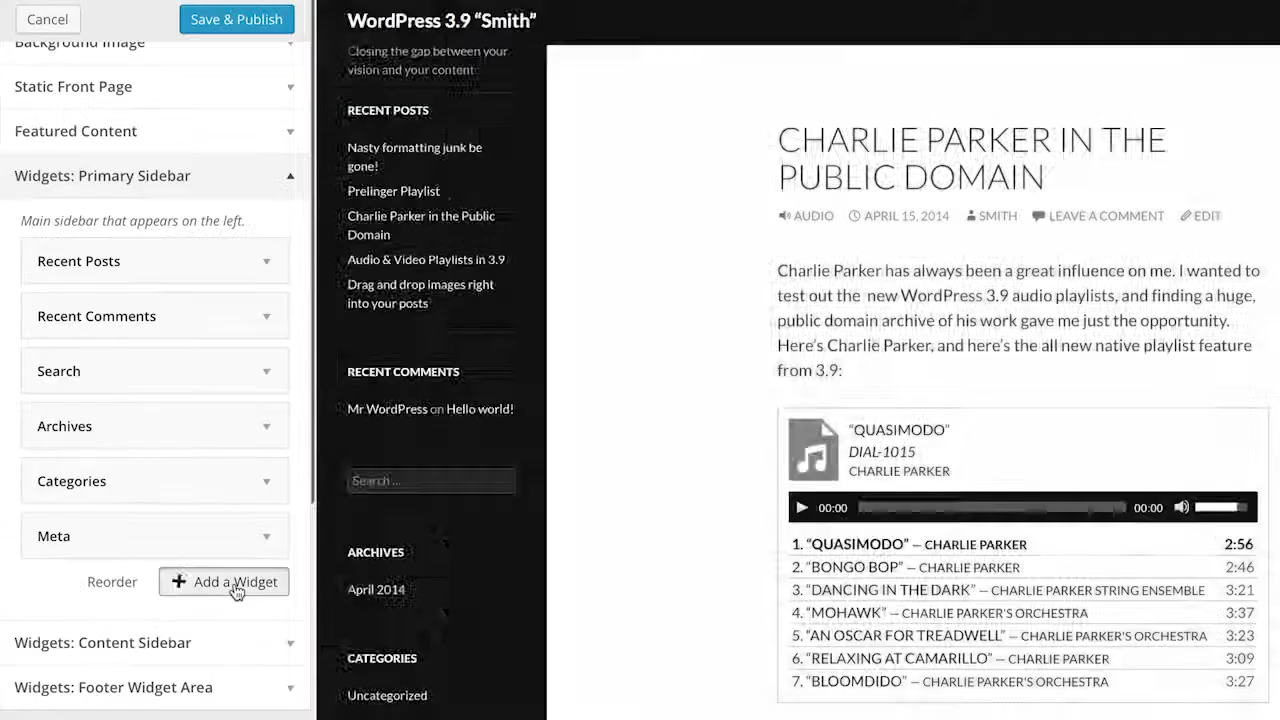 Cancel
Save & Publish
Background Image
Static Front Page
Featured Content
Widgets: Primary Sidebar
Main sidebar that appears on the left.
Recent Posts
Recent Comments
Search
Archives
Categories
Meta
Reorder
Add a Widget
Widgets: Content Sidebar
Widgets: Footer Widget Area
WordPress 3.9 “Smith”
Closing the gap between your
vision and your content
RECENT POSTS
Nasty formatting junk be
gone!
Prelinger Playlist
Charlie Parker in the Public
Domain
Audio & Video Playlists in 3.9
Drag and drop images right
into your posts
RECENT COMMENTS
Mr WordPress on Hello world!
Search ...
ARCHIVES
April 2014
CATEGORIES
Uncategorized
CHARLIE PARKER IN THE
PUBLIC DOMAIN
AUDIO APRIL 15, 2014 SMITH LEAVE A COMMENT EDIT
Charlie Parker has always been a great influence on me. I wanted to
test out the new WordPress 3.9 audio playlists, and finding a huge,
public domain archive of his work gave me just the opportunity.
Here’s Charlie Parker, and here’s the all new native playlist feature
from 3.9:
“QUASIMODO”
DIAL-1015
CHARLIE PARKER
00:00 00:00
1. “QUASIMODO” — CHARLIE PARKER 2:56
2. “BONGO BOP” — CHARLIE PARKER 2:46
3. “DANCING IN THE DARK” — CHARLIE PARKER STRING ENSEMBLE 3:21
4. “MOHAWK” — CHARLIE PARKER’S ORCHESTRA 3:37
5. “AN OSCAR FOR TREADWELL” — CHARLIE PARKER’S ORCHESTRA 3:23
6. “RELAXING AT CAMARILLO” — CHARLIE PARKER 3:09
7. “BLOOMDIDO” — CHARLIE PARKER’S ORCHESTRA 3:27